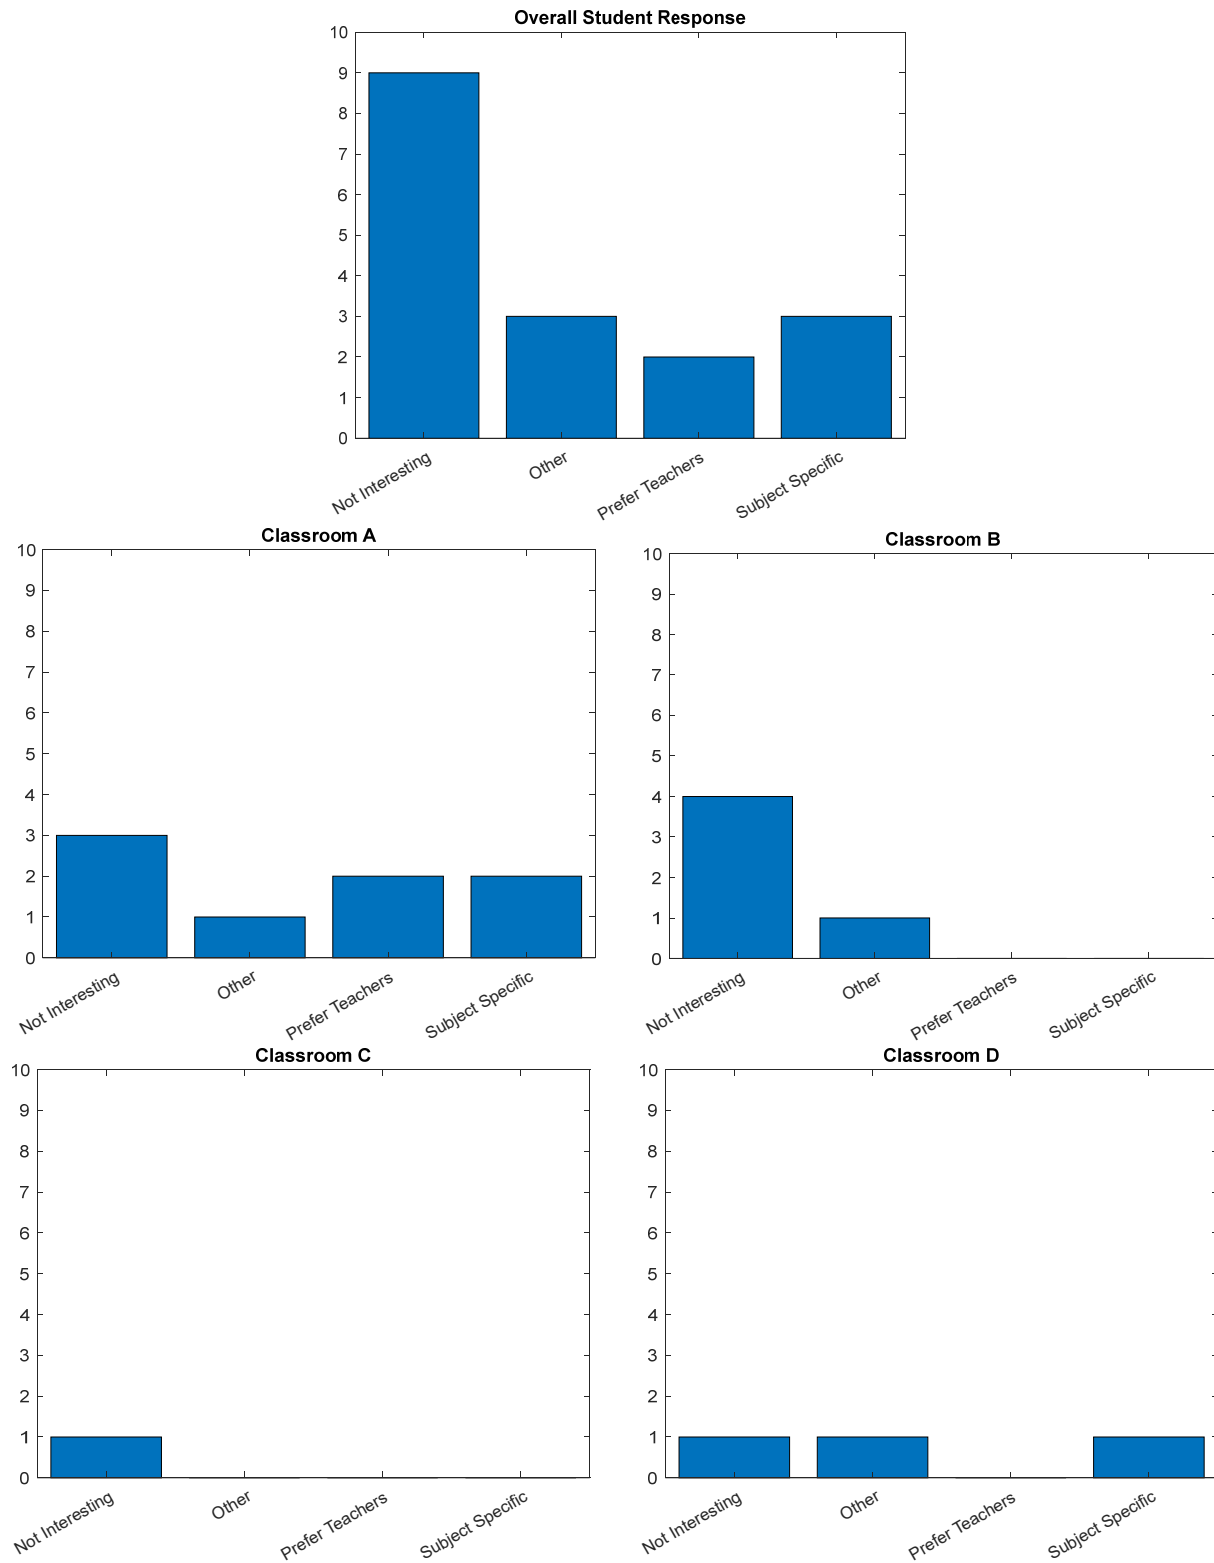 Overall Student Response
10
9
8
7
6
5
4
3
2
1
0
Not Interesting
Other
Prefer Teachers
Subject Specific
Classroom A
10
9
8
7
6
5
4
3
2
1
0
Not Interesting
Other
Prefer Teachers
Subject Specific
Classroom B
10
9
8
7
6
5
4
3
2
1
0
Not Interesting
Other
Prefer Teachers
Subject Specific
Classroom C
10
9
8
7
6
5
4
3
2
1
0
Not Interesting
Other
Prefer Teachers
Subject Specific
Classroom D
10
9
8
7
6
5
4
3
2
1
0
Not Interesting
Other
Prefer Teachers
Subject Specific